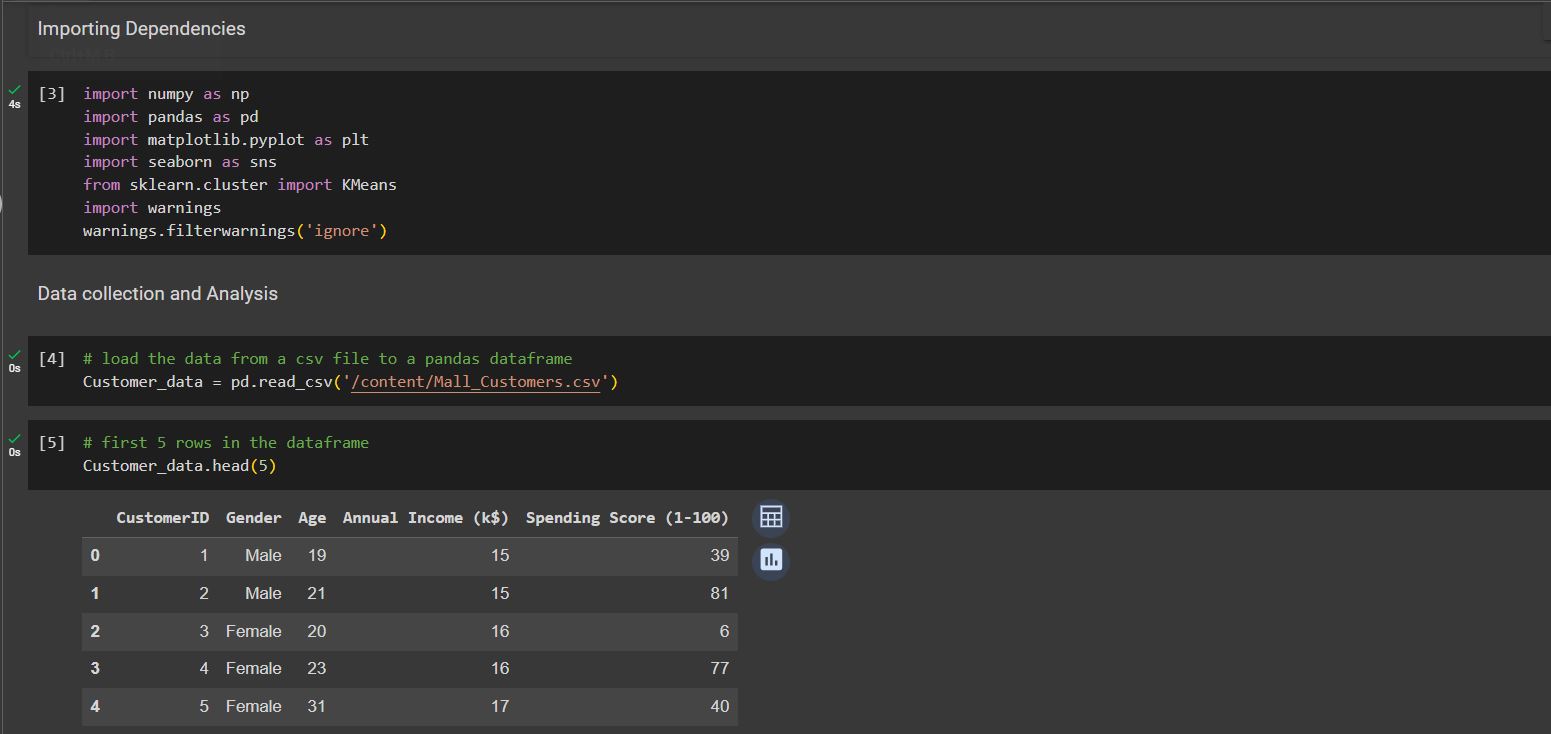 Importing Dependencies
[3] import numpy as np
4s
import pandas as pd
import matplotlib.pyplot as plt
import seaborn as sns
from sklearn.cluster import KMeans
import warnings
warnings.filterwarnings('ignore')
Data collection and Analysis
[4] # load the data from a csv file to a pandas dataframe
0s
Customer_data = pd.read_csv('/content/Mall_Customers.csv')
[5] # first 5 rows in the dataframe
0s
Customer_data.head(5)
CustomerID Gender Age Annual Income (k$) Spending Score (1-100)
0 1 Male 19 15 39
1 2 Male 21 15 81
2 3 Female 20 16 6
3 4 Female 23 16 77
4 5 Female 31 17 40